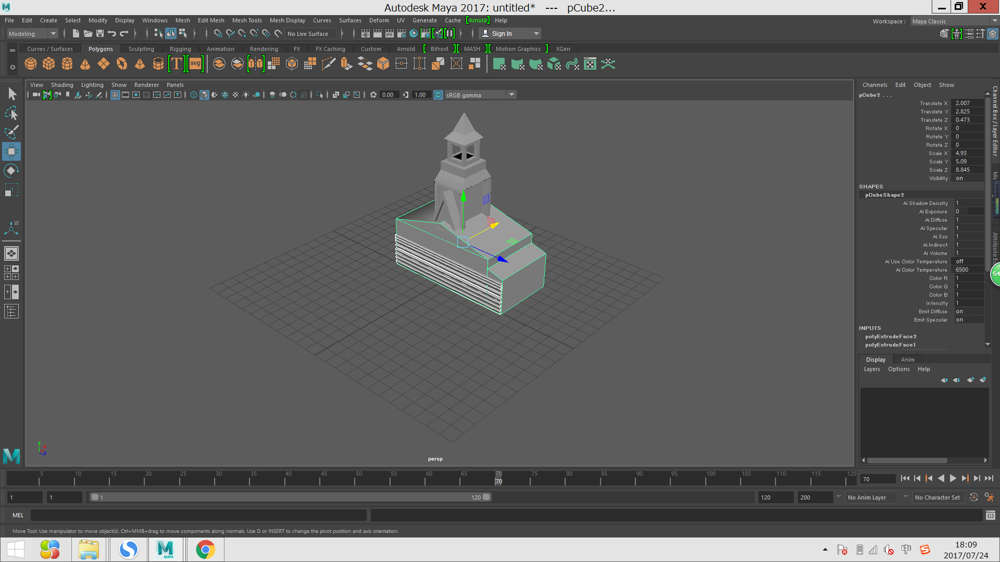 Autodesk Maya 2017: untitled* --- pCube2...
File Edit Create Select Modify Display Windows Mesh Edit Mesh Mesh Tools Mesh Display Curves Surfaces Deform UV Generate Cache [Arnold] Help
Workspace : Maya Classic
Modeling No Live Surface IPR Sign In
Curves / Surfaces Polygons Sculpting Rigging Animation Rendering FX FX Caching Custom Arnold [ Bifrost ] [ MASH ] [ Motion Graphics ] XGen
T SVG
View Shading Lighting Show Renderer Panels
0.00 1.00 ON sRGB gamma
Channels Edit Object Show
pCube2 . . .
Translate X 2.007
Translate Y 2.825
Translate Z 0.473
Rotate X 0
Rotate Y 0
Rotate Z 0
Scale X 4.93
Scale Y 5.09
Scale Z 8.845
Visibility on
SHAPES
pCubeShape2
Ai Shadow Density 1
Ai Exposure 0
Ai Diffuse 1
Ai Specular 1
Ai Sss 1
Ai Indirect 1
Ai Volume 1
Ai Use Color Temperature off
Ai Color Temperature 6500
Color R 1
Color G 1
Color B 1
Intensity 1
Emit Diffuse on
Emit Specular on
INPUTS
polyExtrudeFace2
polyExtrudeFace1
Channel Box / Layer Editor
Attribute E
54
Display Anim
Layers Options Help
y x z
persp
5 10 15 20 25 30 35 40 45 50 55 60 65 70 75 80 85 90 95 100 105 110 115 120
70
70
1 1 1 120 120 200 No Anim Layer No Character Set
MEL
Move Tool: Use manipulator to move object(s). Ctrl+MMB+drag to move components along normals. Use D or INSERT to change the pivot position and axis orientation.
MAYA
中
18:09
2017/07/24